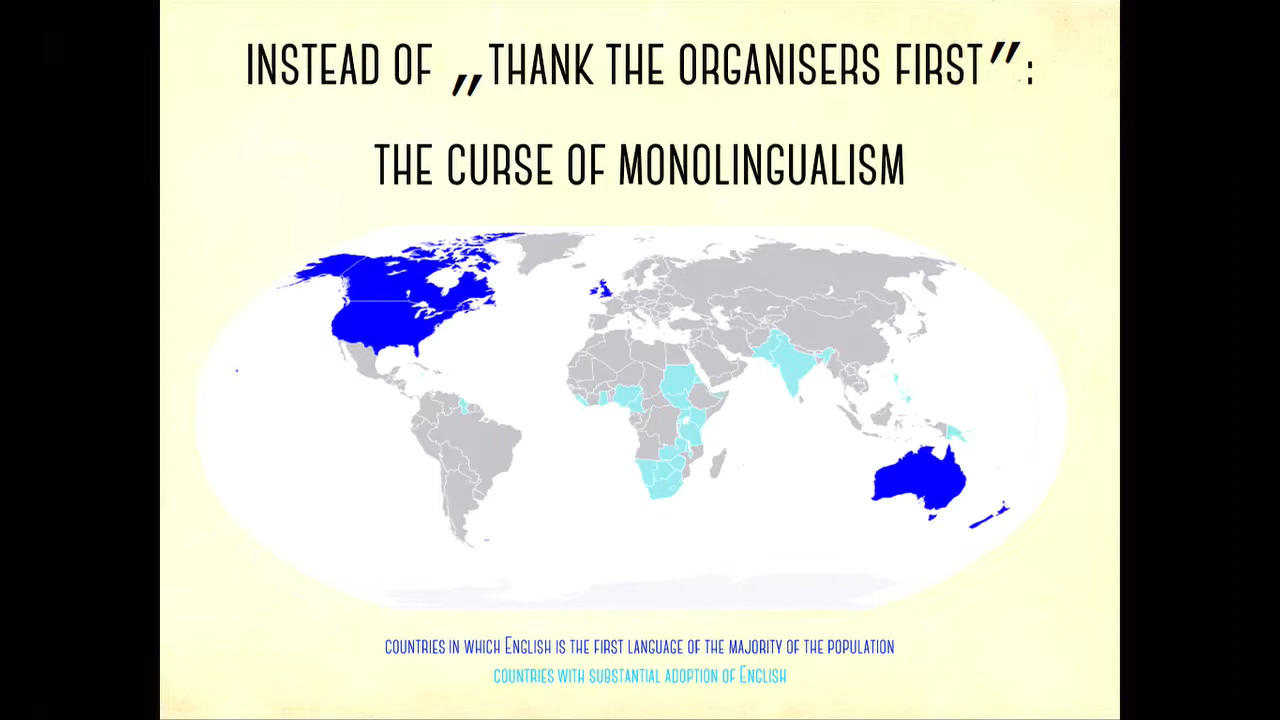 INSTEAD OF „THANK THE ORGANISERS FIRST”:
THE CURSE OF MONOLINGUALISM
COUNTRIES IN WHICH ENGLISH IS THE FIRST LANGUAGE OF THE MAJORITY OF THE POPULATION
COUNTRIES WITH SUBSTANTIAL ADOPTION OF ENGLISH